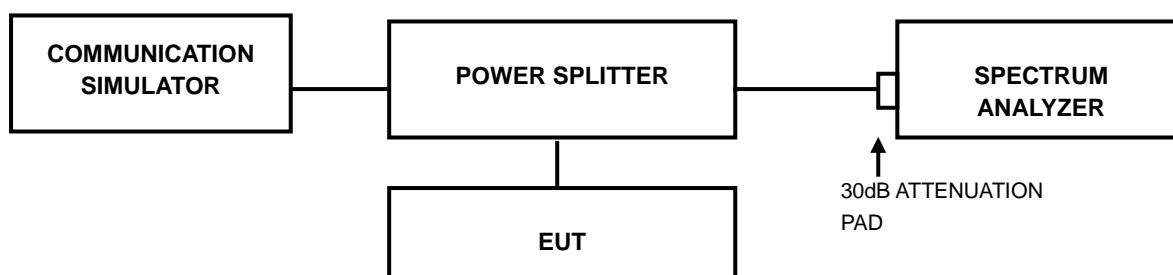 COMMUNICATION
SIMULATOR
POWER SPLITTER
SPECTRUM
ANALYZER
30dB ATTENUATION
PAD
EUT